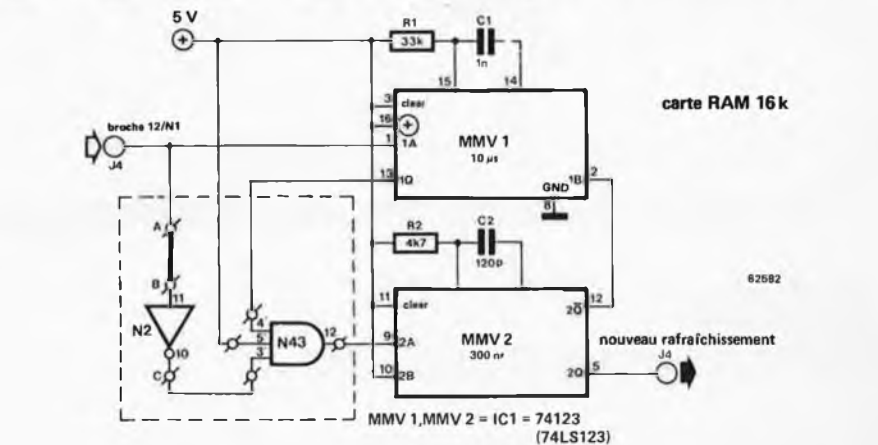 5 V
R1
33k
C1
1n
15
14
carte RAM 16 k
broche 12/N1
J4
3
clear
16
1
1A
MMV 1
10 µs
13
1Q
1B
2
GND
8
R2
4k7
C2
120p
62582
A
B
11
N2
10
C
4
5
3
N43
12
11
clear
9
2A
10
2B
MMV 2
300 nr
2Q̅
12
2Q
5
nouveau rafraîchissement
J4
MMV 1,MMV 2 = IC1 = 74123
(74LS123)